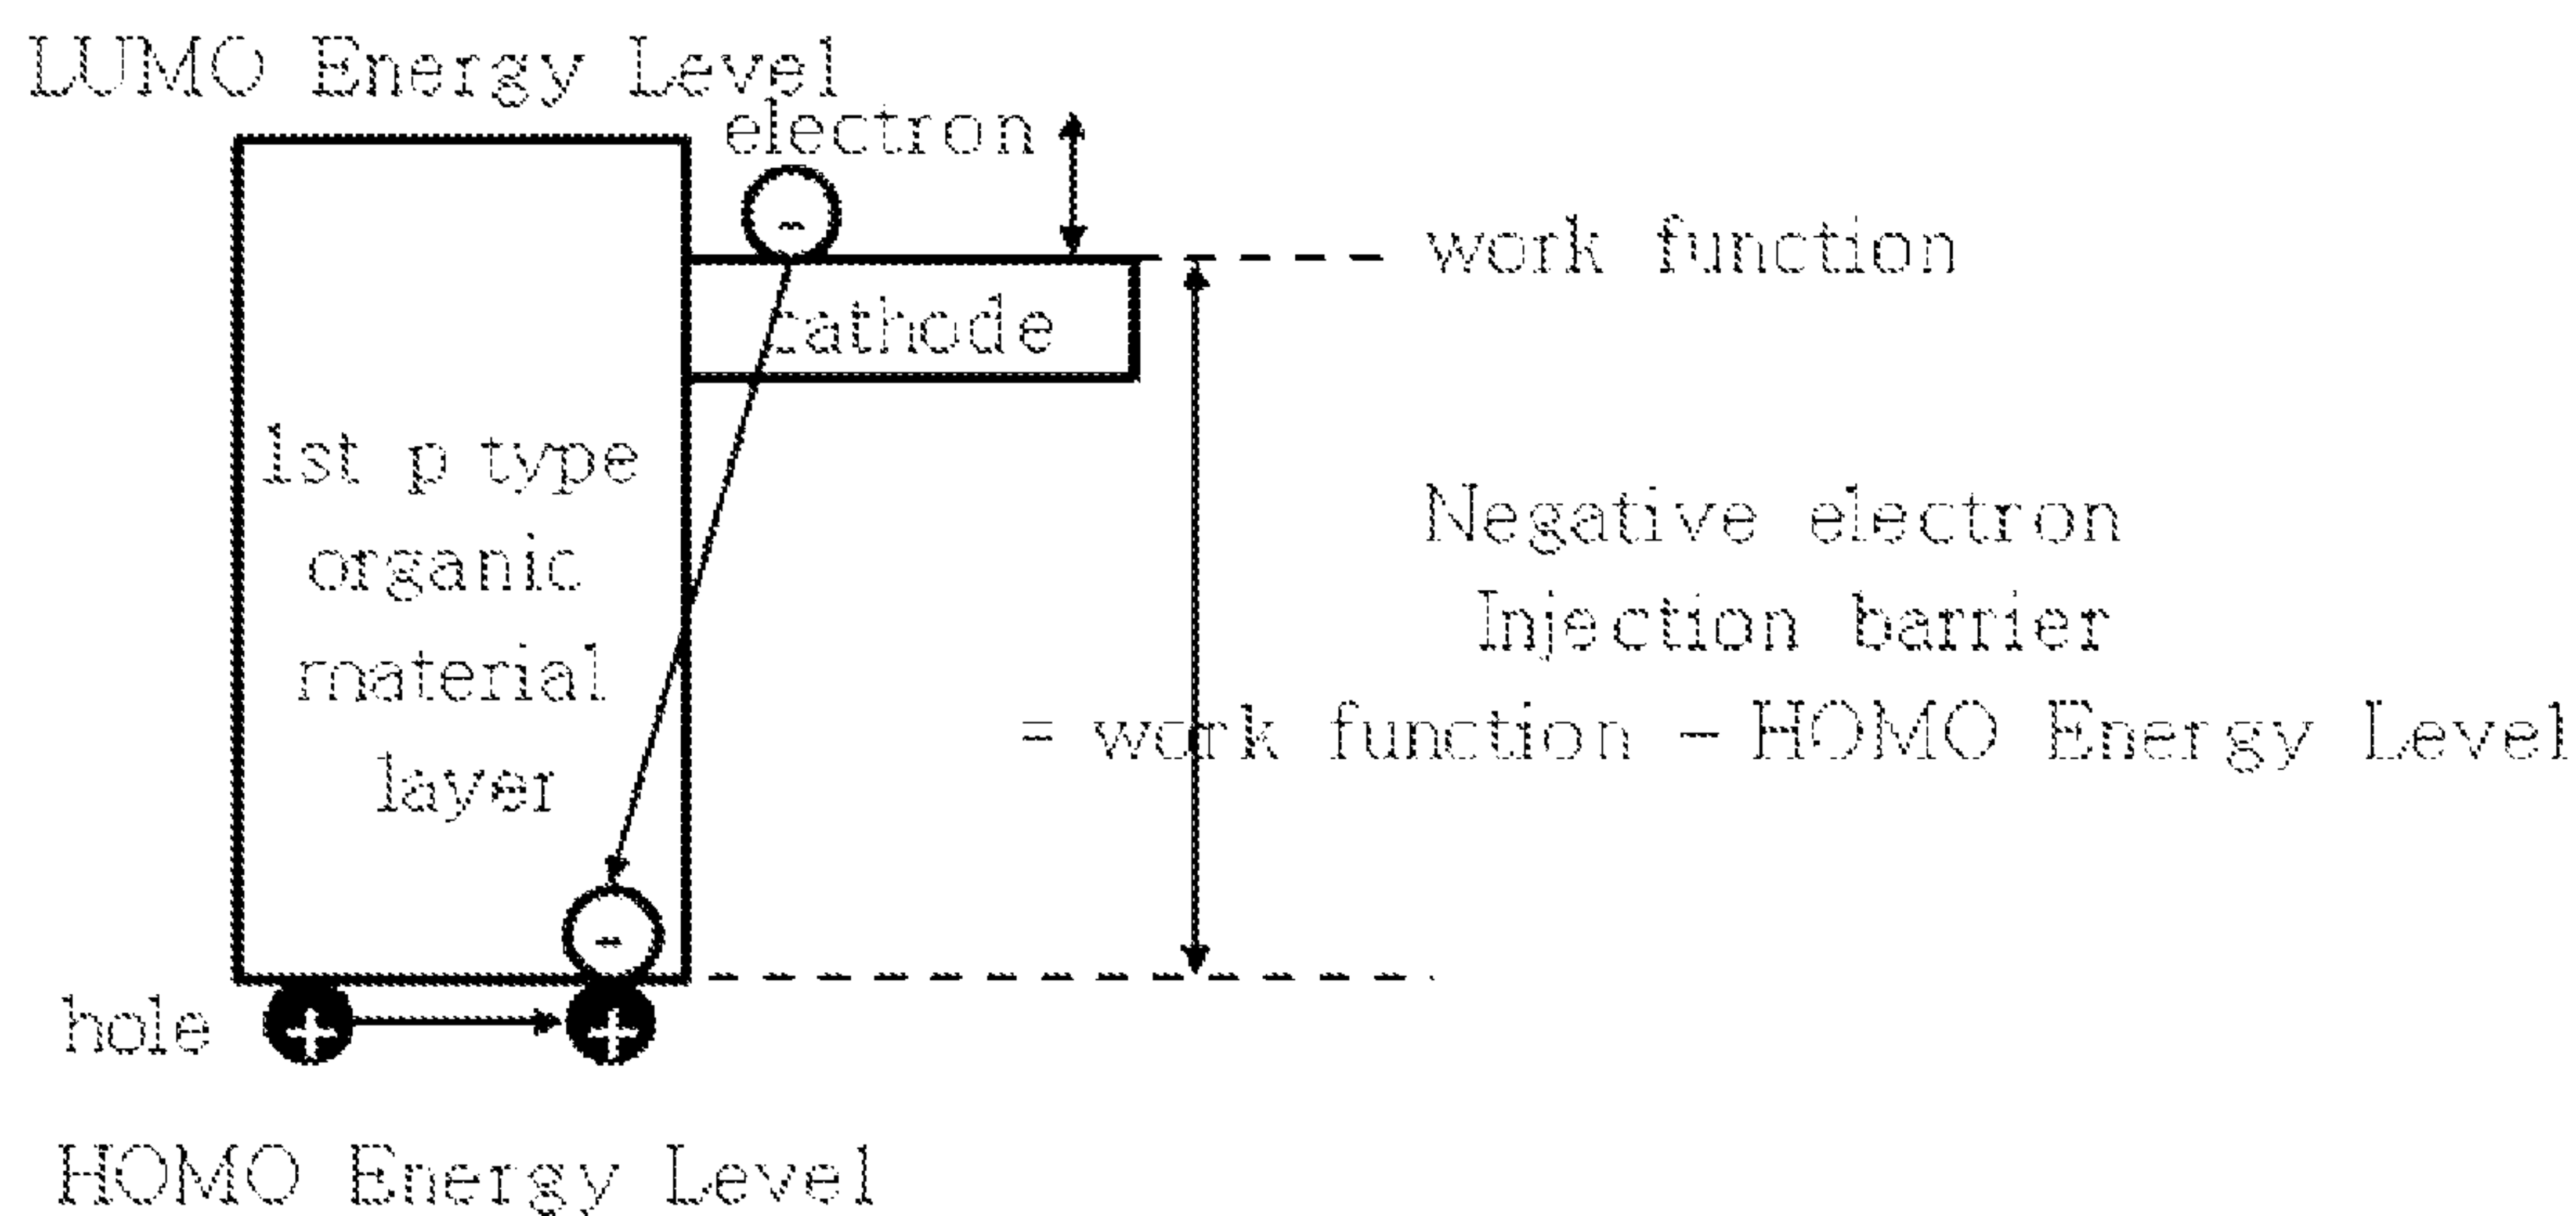 LUMO Energy Level
electron
-
work function
cathode
1st p type
organic
material
layer
Negative electron
Injection barrier
= work function – HOMO Energy Level
-
hole + +
HOMO Energy Level